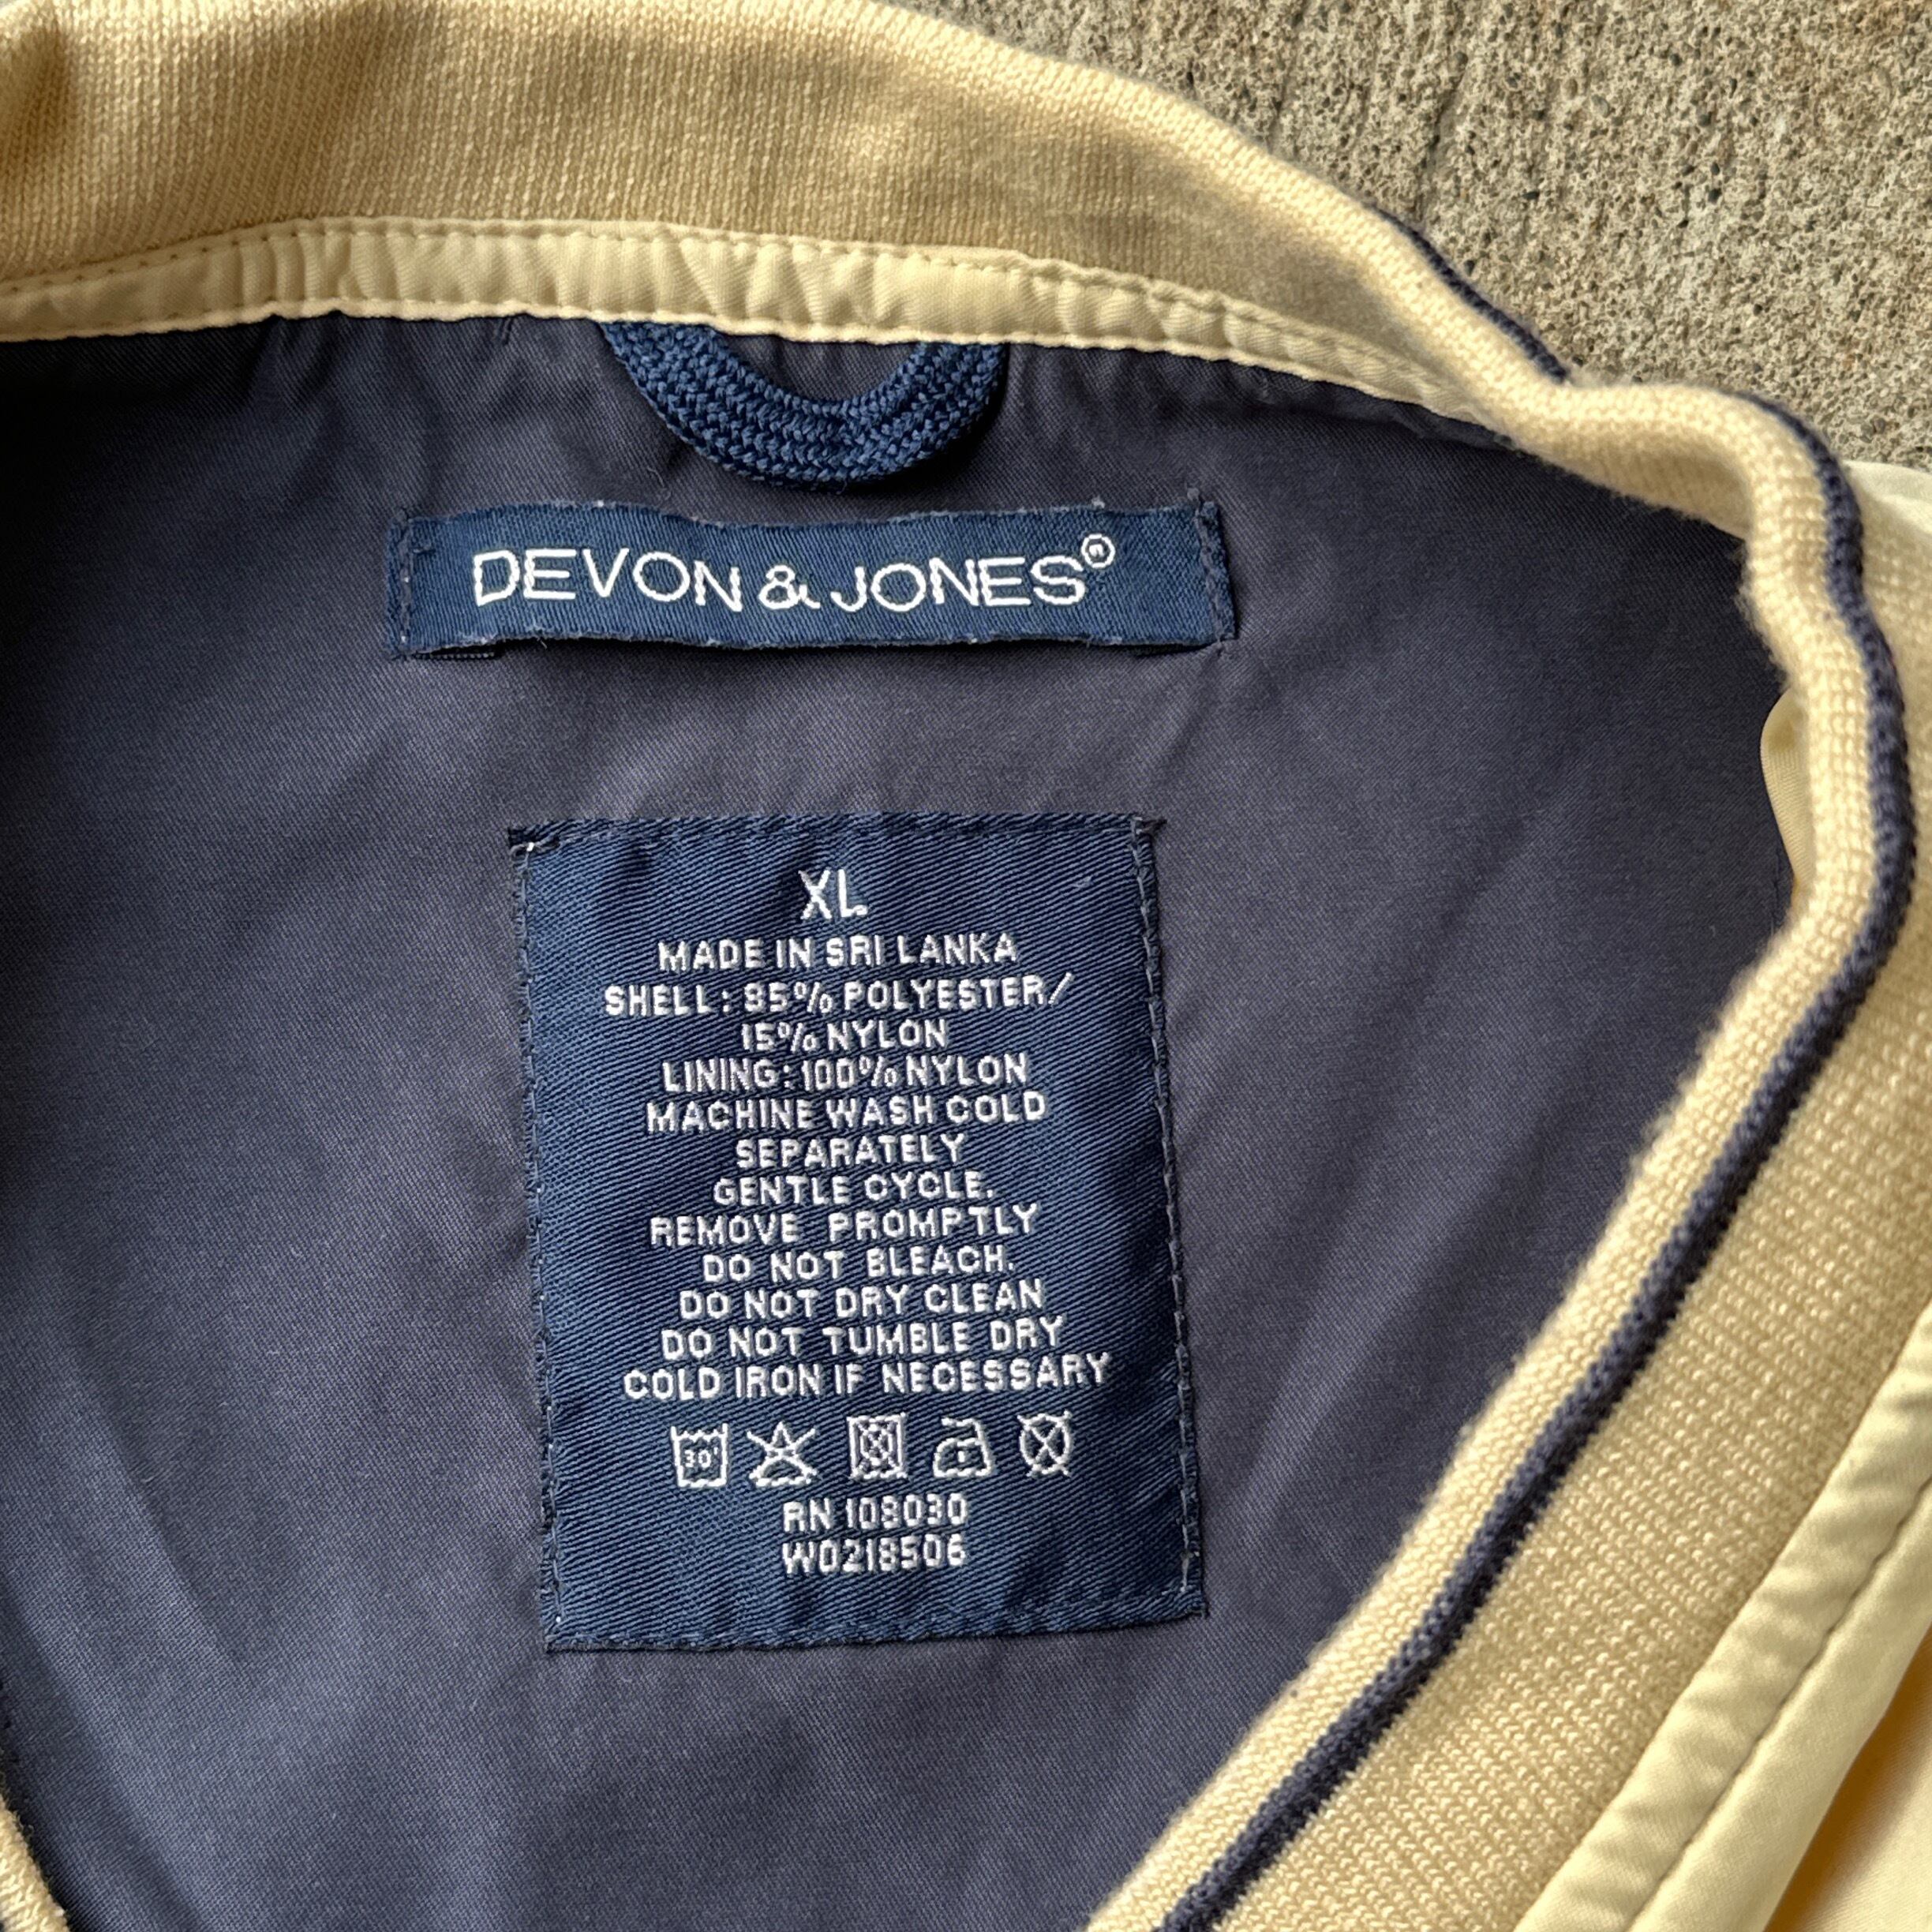 DEVON & JONES®
XL
MADE IN SRI LANKA
SHELL: 85% POLYESTER/
15% NYLON
LINING: 100% NYLON
MACHINE WASH COLD
SEPARATELY
GENTLE CYCLE.
REMOVE PROMPTLY
DO NOT BLEACH.
DO NOT DRY CLEAN
DO NOT TUMBLE DRY
COLD IRON IF NECESSARY
30°
RN 108030
W0218506